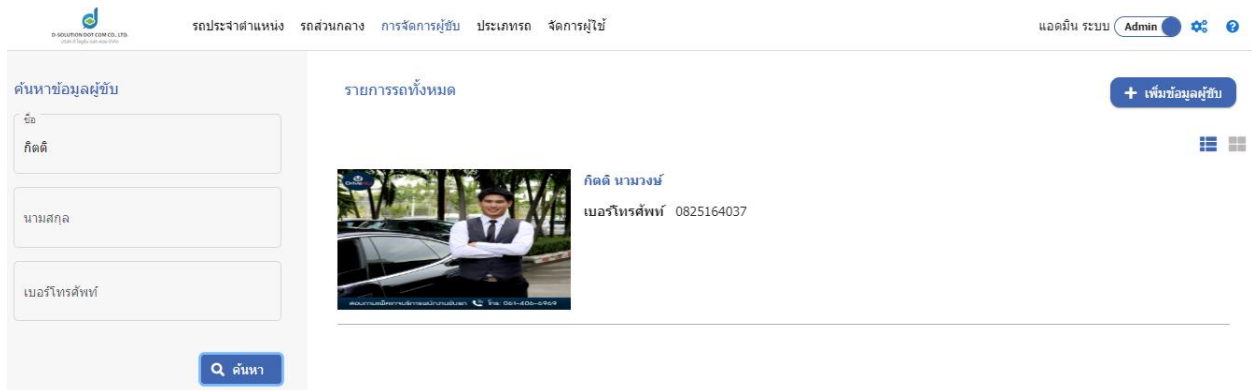 D-SOLUTION DOT COM CO., LTD.
รถประจำตำแหน่ง รถส่วนกลาง การจัดการผู้ขับ ประเภทรถ จัดการผู้ใช้
แอดมิน ระบบ Admin
ค้นหาข้อมูลผู้ขับ
ชื่อ
กิตติ
นามสกุล
เบอร์โทรศัพท์
ค้นหา
รายการรถทั้งหมด
เพิ่มข้อมูลผู้ขับ
กิตติ นามวงษ์
เบอร์โทรศัพท์ 0825164037
โทร: 061-406-6969